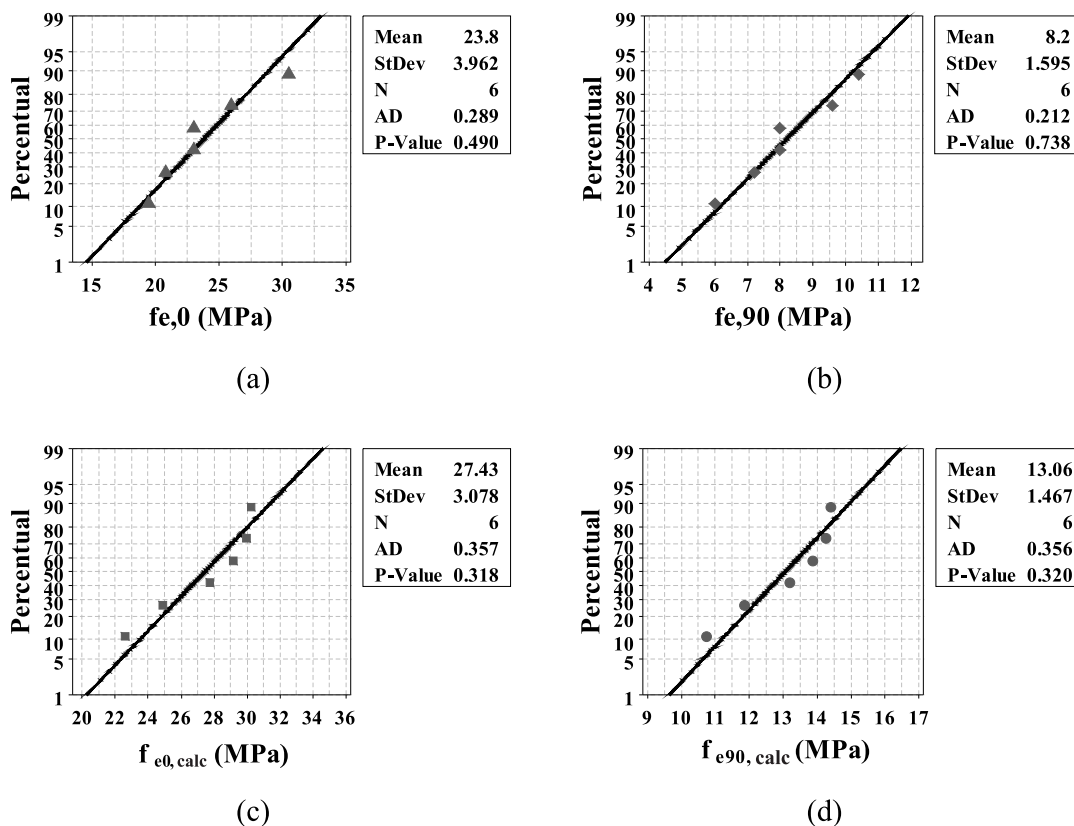 99
95
90
80
70
60
50
40
30
20
10
5
1
Percentual
15 20 25 30 35
fe,0 (MPa)
Mean 23.8
StDev 3.962
N 6
AD 0.289
P-Value 0.490
(a)
99
95
90
80
70
60
50
40
30
20
10
5
1
Percentual
4 5 6 7 8 9 10 11 12
fe,90 (MPa)
Mean 8.2
StDev 1.595
N 6
AD 0.212
P-Value 0.738
(b)
99
95
90
80
70
60
50
40
30
20
10
5
1
Percentual
20 22 24 26 28 30 32 34 36
f e0, calc (MPa)
Mean 27.43
StDev 3.078
N 6
AD 0.357
P-Value 0.318
(c)
99
95
90
80
70
60
50
40
30
20
10
5
1
Percentual
9 10 11 12 13 14 15 16 17
f e90, calc (MPa)
Mean 13.06
StDev 1.467
N 6
AD 0.356
P-Value 0.320
(d)